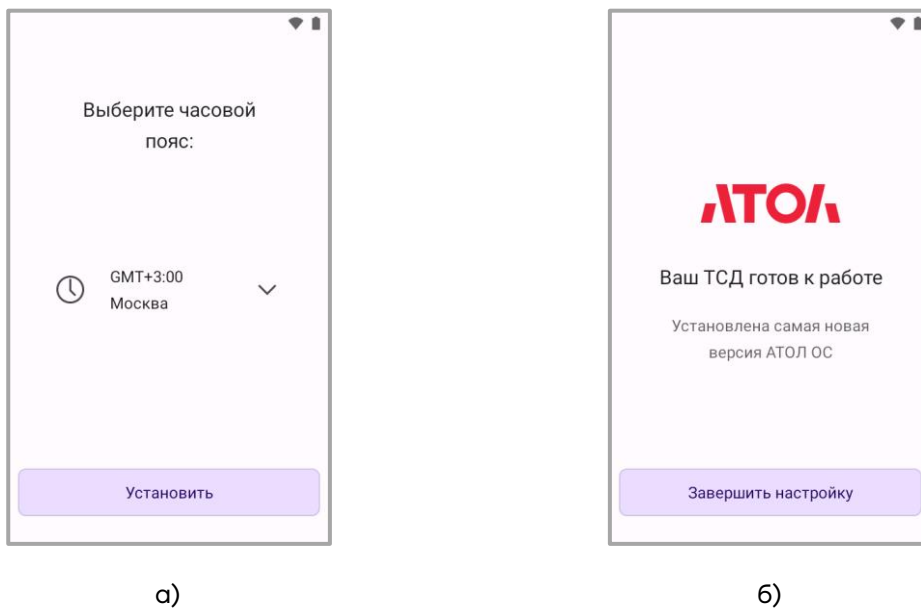 Выберите часовой
пояс:
GMT+3:00
Москва
Установить
а)
АТОЛ
Ваш ТСД готов к работе
Установлена самая новая
версия АТОЛ ОС
Завершить настройку
б)